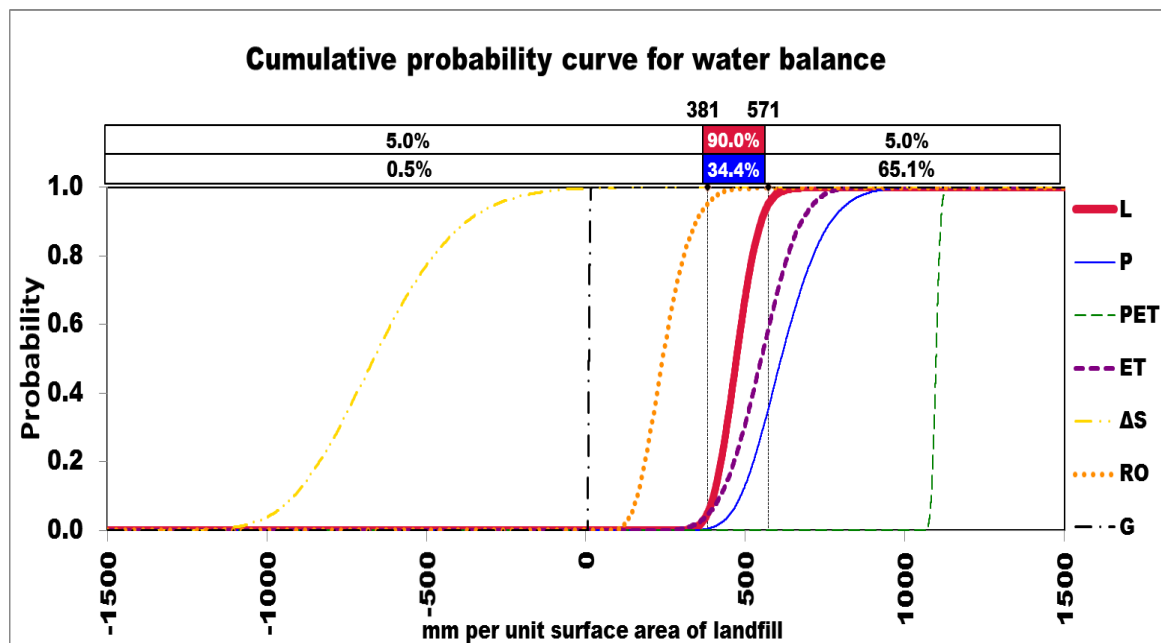 Cumulative probability curve for water balance
381 571
5.0% 90.0% 5.0%
0.5% 34.4% 65.1%
Probability
1.0
0.8
0.6
0.4
0.2
0.0
-1500 -1000 -500 0 500 1000 1500
mm per unit surface area of landfill
L
P
PET
ET
ΔS
RO
G